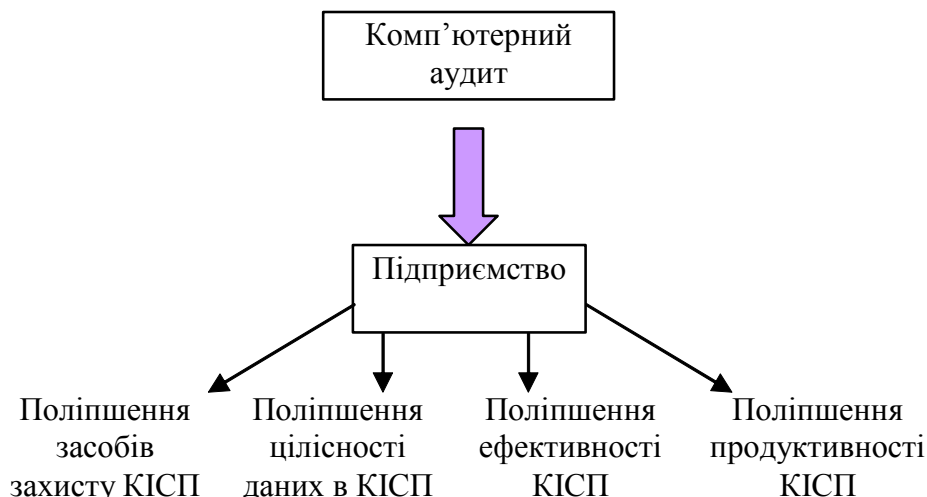 Комп’ютерний
аудит
Підприємство
Поліпшення
засобів
захисту КІСП
Поліпшення
цілісності
даних в КІСП
Поліпшення
ефективності
КІСП
Поліпшення
продуктивності
КІСП